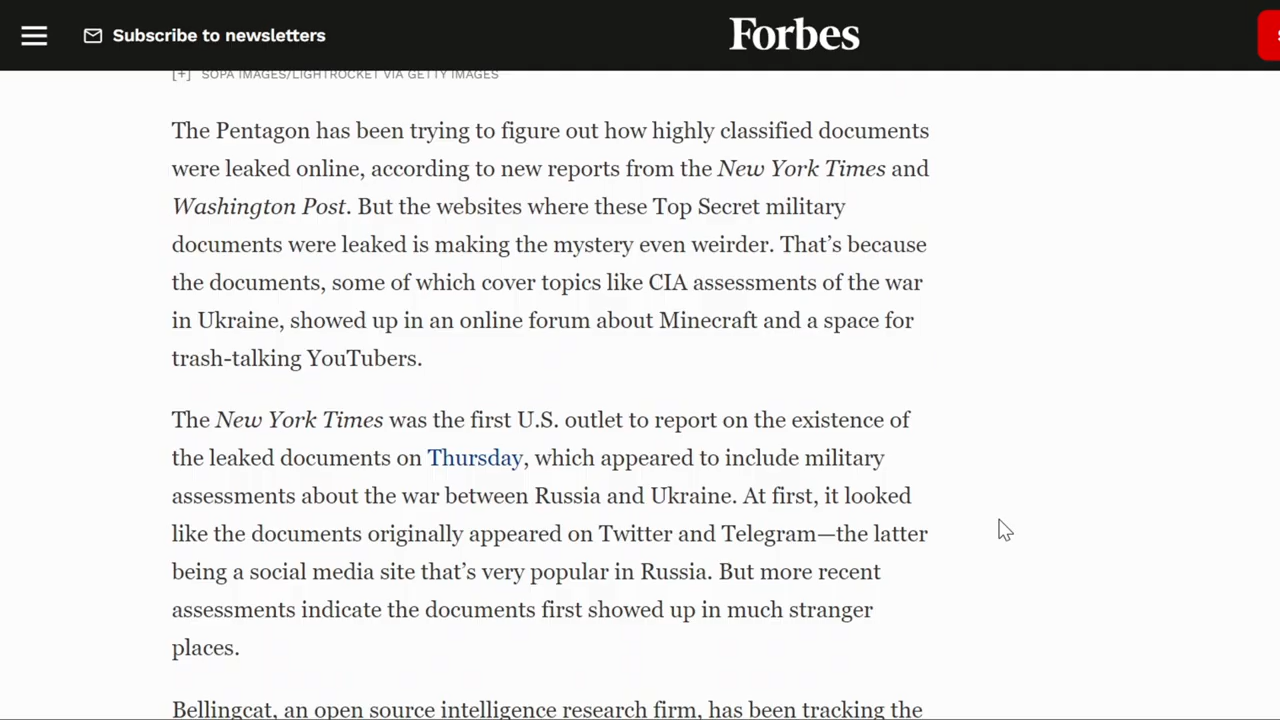 Subscribe to newsletters
Forbes
[+] SOPA IMAGES/LIGHTROCKET VIA GETTY IMAGES
The Pentagon has been trying to figure out how highly classified documents
were leaked online, according to new reports from the New York Times and
Washington Post. But the websites where these Top Secret military
documents were leaked is making the mystery even weirder. That’s because
the documents, some of which cover topics like CIA assessments of the war
in Ukraine, showed up in an online forum about Minecraft and a space for
trash-talking YouTubers.
The New York Times was the first U.S. outlet to report on the existence of
the leaked documents on Thursday, which appeared to include military
assessments about the war between Russia and Ukraine. At first, it looked
like the documents originally appeared on Twitter and Telegram—the latter
being a social media site that’s very popular in Russia. But more recent
assessments indicate the documents first showed up in much stranger
places.
Bellingcat, an open source intelligence research firm, has been tracking the